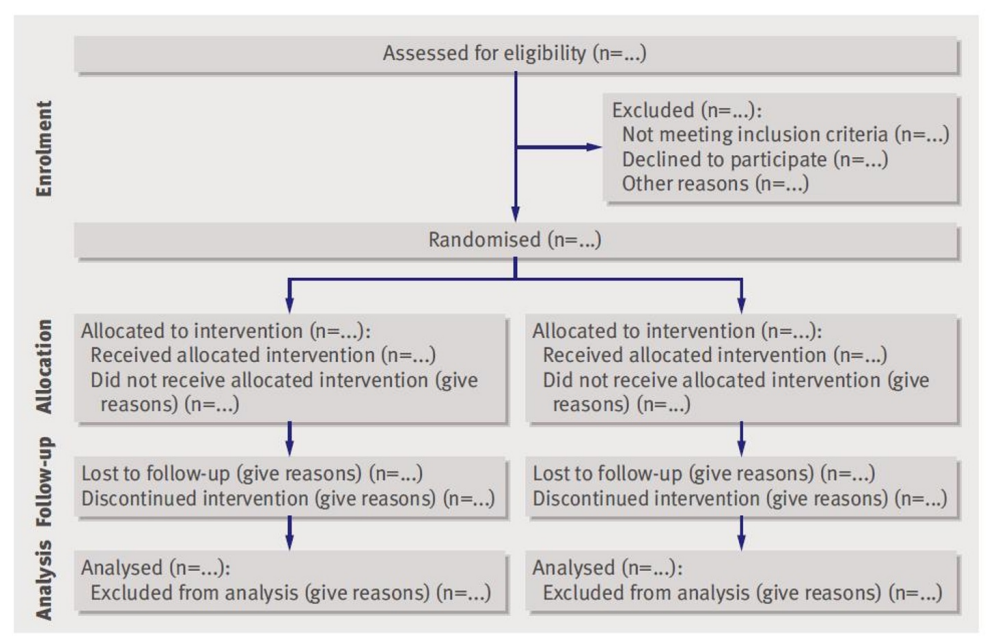 Enrolment
Assessed for eligibility (n=...)
Excluded (n=...):
Not meeting inclusion criteria (n=...)
Declined to participate (n=...)
Other reasons (n=...)
Randomised (n=...)
Allocation
Allocated to intervention (n=...):
Received allocated intervention (n=...)
Did not receive allocated intervention (give
reasons) (n=...)
Allocated to intervention (n=...):
Received allocated intervention (n=...)
Did not receive allocated intervention (give
reasons) (n=...)
Follow-up
Lost to follow-up (give reasons) (n=...)
Discontinued intervention (give reasons) (n=...)
Lost to follow-up (give reasons) (n=...)
Discontinued intervention (give reasons) (n=...)
Analysis
Analysed (n=...):
Excluded from analysis (give reasons) (n=...)
Analysed (n=...):
Excluded from analysis (give reasons) (n=...)